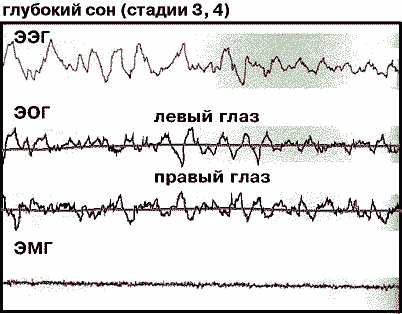 глубокий сон (стадии 3, 4)
ЭЭГ
ЭОГ
левый глаз
правый глаз
ЭМГ